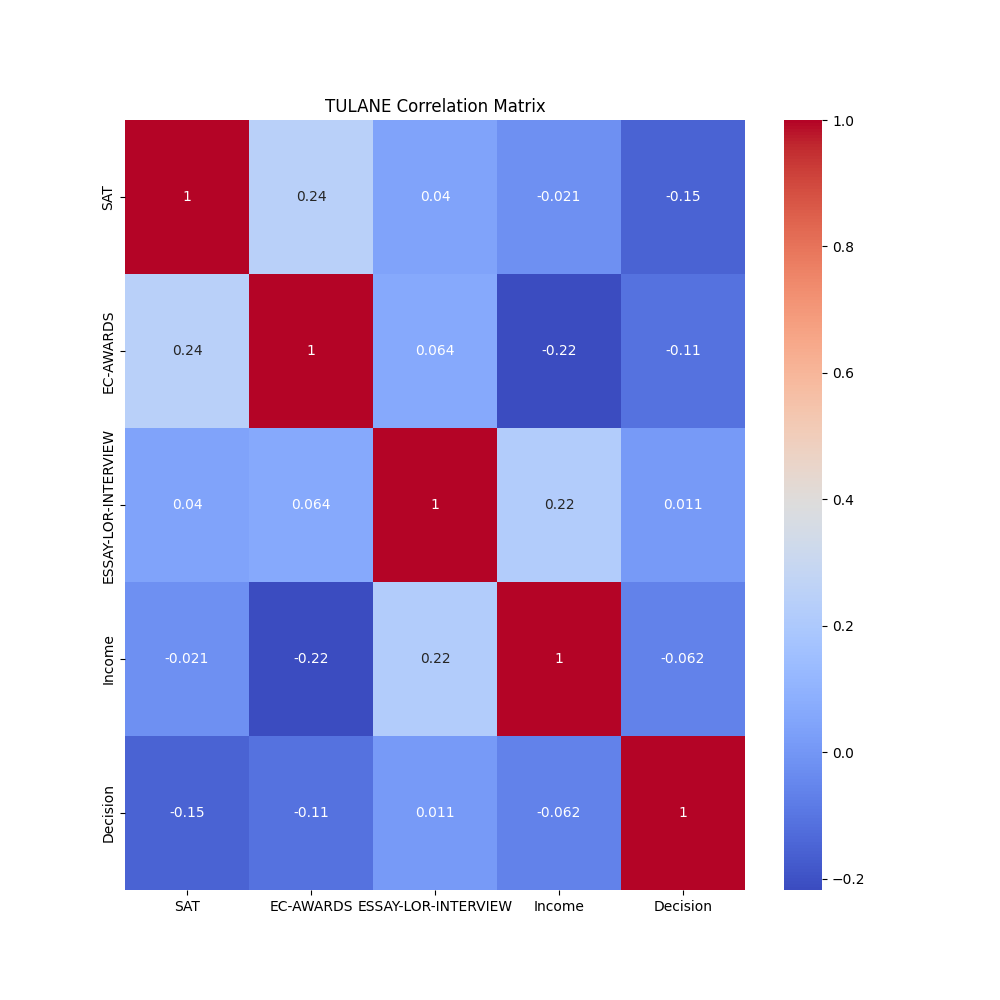 TULANE Correlation Matrix
SAT 1 0.24 0.04 -0.021 -0.15
EC-AWARDS 0.24 1 0.064 -0.22 -0.11
ESSAY-LOR-INTERVIEW 0.04 0.064 1 0.22 0.011
Income -0.021 -0.22 0.22 1 -0.062
Decision -0.15 -0.11 0.011 -0.062 1
SAT EC-AWARDS ESSAY-LOR-INTERVIEW Income Decision
1.0
0.8
0.6
0.4
0.2
0.0
−0.2